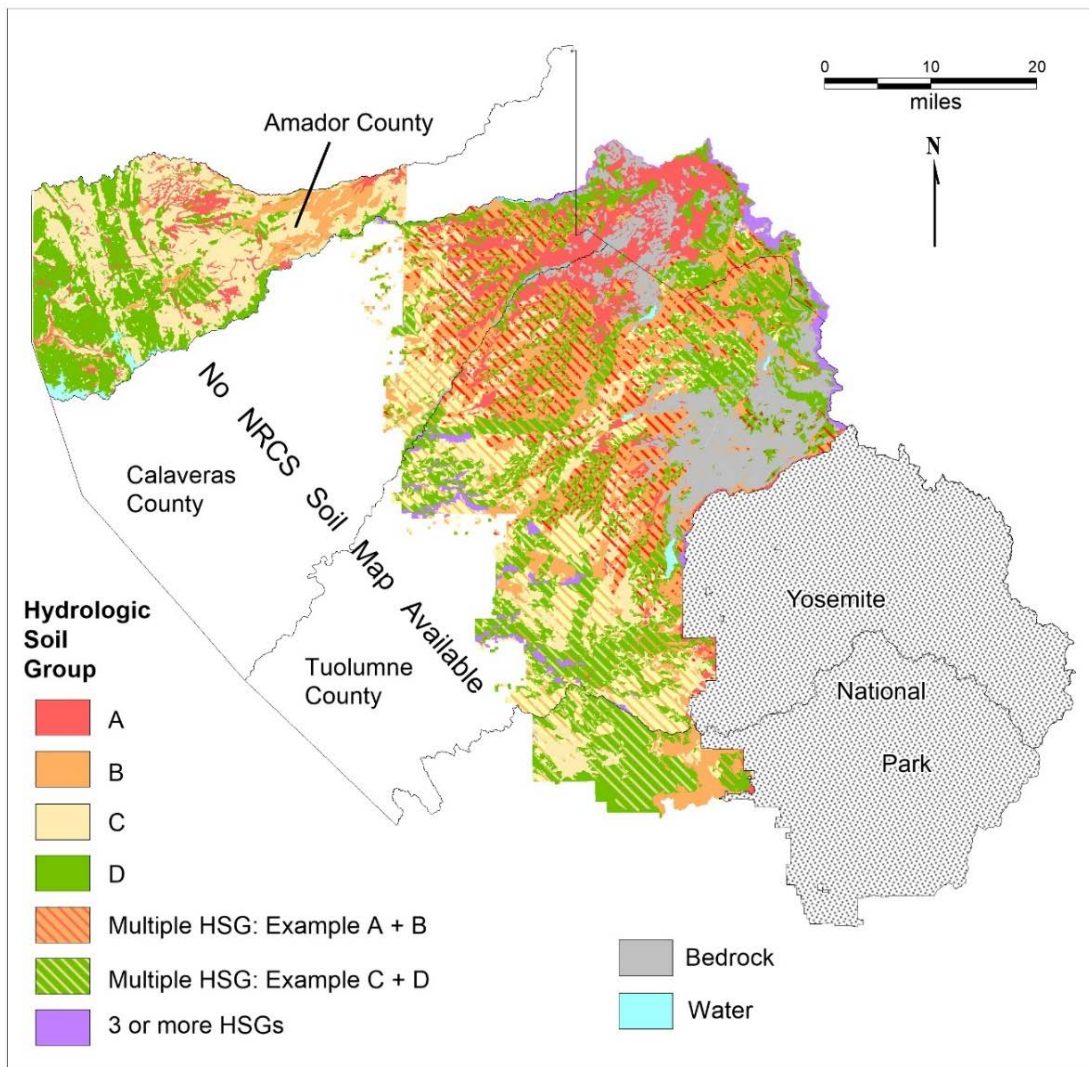 0 10 20
miles
N
Amador County
No NRCS Soil Map Available
Calaveras
County
Tuolumne
County
Yosemite
National
Park
Hydrologic
Soil
Group
A
B
C
D
Multiple HSG: Example A + B
Multiple HSG: Example C + D
3 or more HSGs
Bedrock
Water